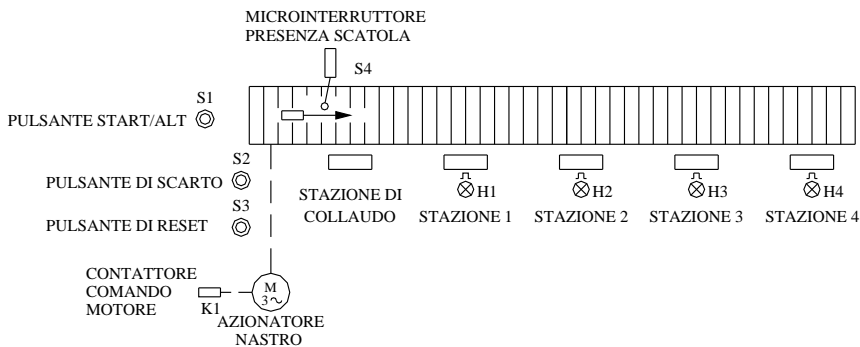 MICROINTERRUTTORE
PRESENZA SCATOLA
S4
S1
PULSANTE START/ALT
S2
PULSANTE DI SCARTO
S3
PULSANTE DI RESET
STAZIONE DI
COLLAUDO
H1
STAZIONE 1
H2
STAZIONE 2
H3
STAZIONE 3
H4
STAZIONE 4
CONTATTORE
COMANDO
MOTORE
K1
M
3~
AZIONATORE
NASTRO